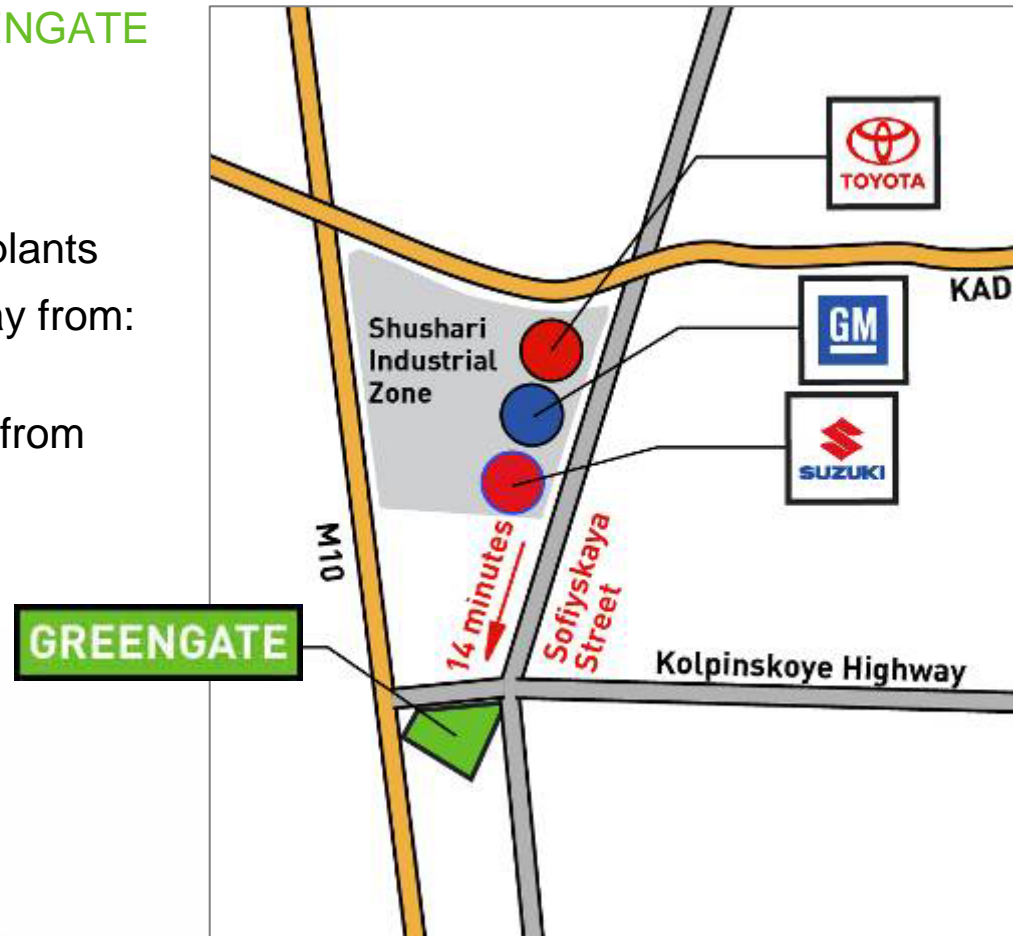 ENGATE
plants
ay from:
from
TOYOTA
KAD
GM
Shushari
Industrial
Zone
SUZUKI
M10
14 minutes
Sofiyskaya
Street
GREENGATE
Kolpinskoye Highway